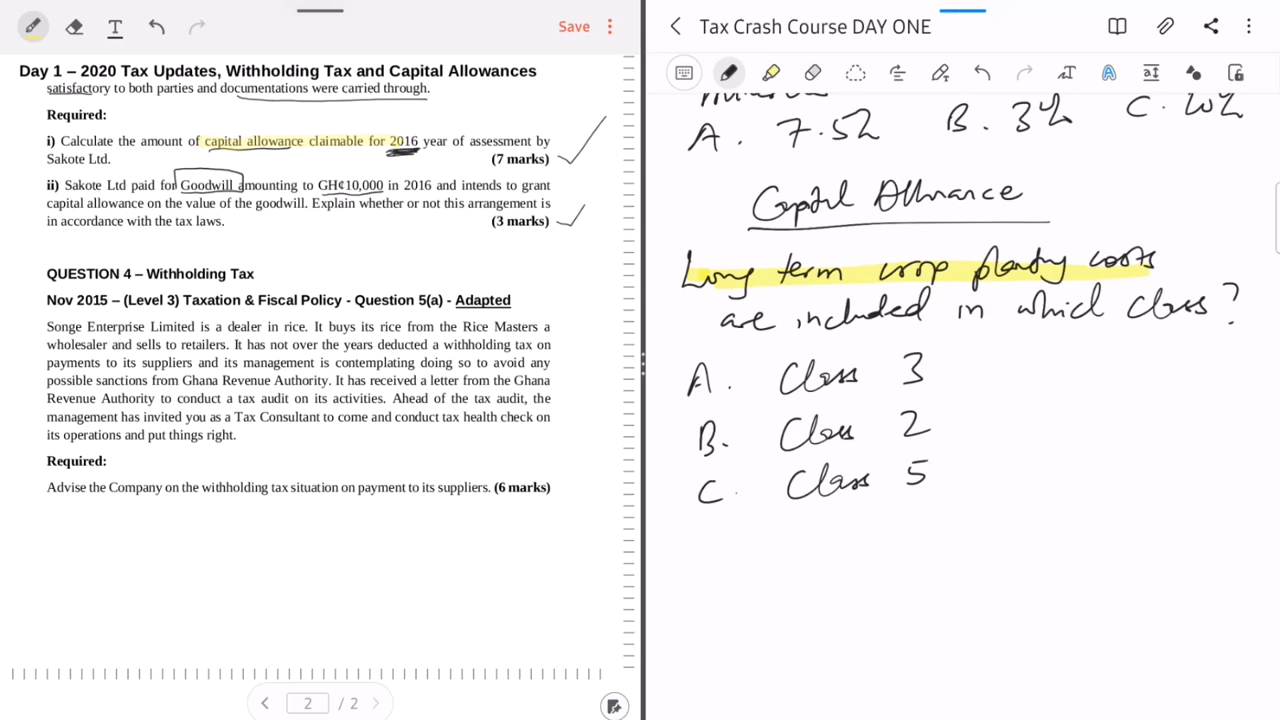 Save
Day 1 – 2020 Tax Updates, Withholding Tax and Capital Allowances
satisfactory to both parties and documentations were carried through.
Required:
i) Calculate the amount of capital allowance claimable for 2016 year of assessment by
Sakote Ltd. (7 marks)
ii) Sakote Ltd paid for Goodwill amounting to GH¢10,000 in 2016 and intends to grant
capital allowance on the value of the goodwill. Explain whether or not this arrangement is
in accordance with the tax laws. (3 marks)
QUESTION 4 – Withholding Tax
Nov 2015 – (Level 3) Taxation & Fiscal Policy - Question 5(a) - Adapted
Songe Enterprise Limited is a dealer in rice. It buys its rice from the Rice Masters a
wholesaler and sells to retailers. It has not over the years deducted a withholding tax on
payments to its suppliers and its management is contemplating doing so to avoid any
possible sanctions from Ghana Revenue Authority. It has received a letter from the Ghana
Revenue Authority to conduct a tax audit on its activities. Ahead of the tax audit, the
management has invited you as a Tax Consultant to come and conduct tax health check on
its operations and put things right.
Required:
Advise the Company on the withholding tax situation on payment to its suppliers. (6 marks)
2 / 2
Tax Crash Course DAY ONE
A. 7.5% B. 3% C. 10%
Capital Allowance
Long term crop planting costs
are included in which class?
A. Class 3
B. Class 2
C. Class 5